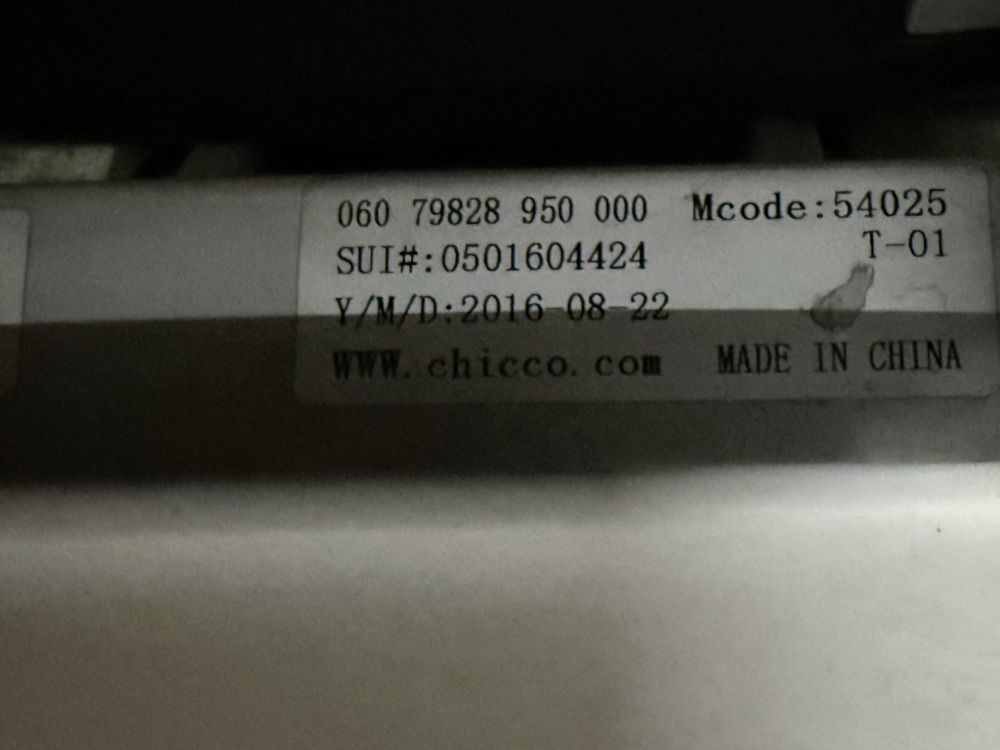 060 79828 950 000 Mcode:54025
SUI#:0501604424 T-01
Y/M/D:2016-08-22
WWW.chicco.com MADE IN CHINA